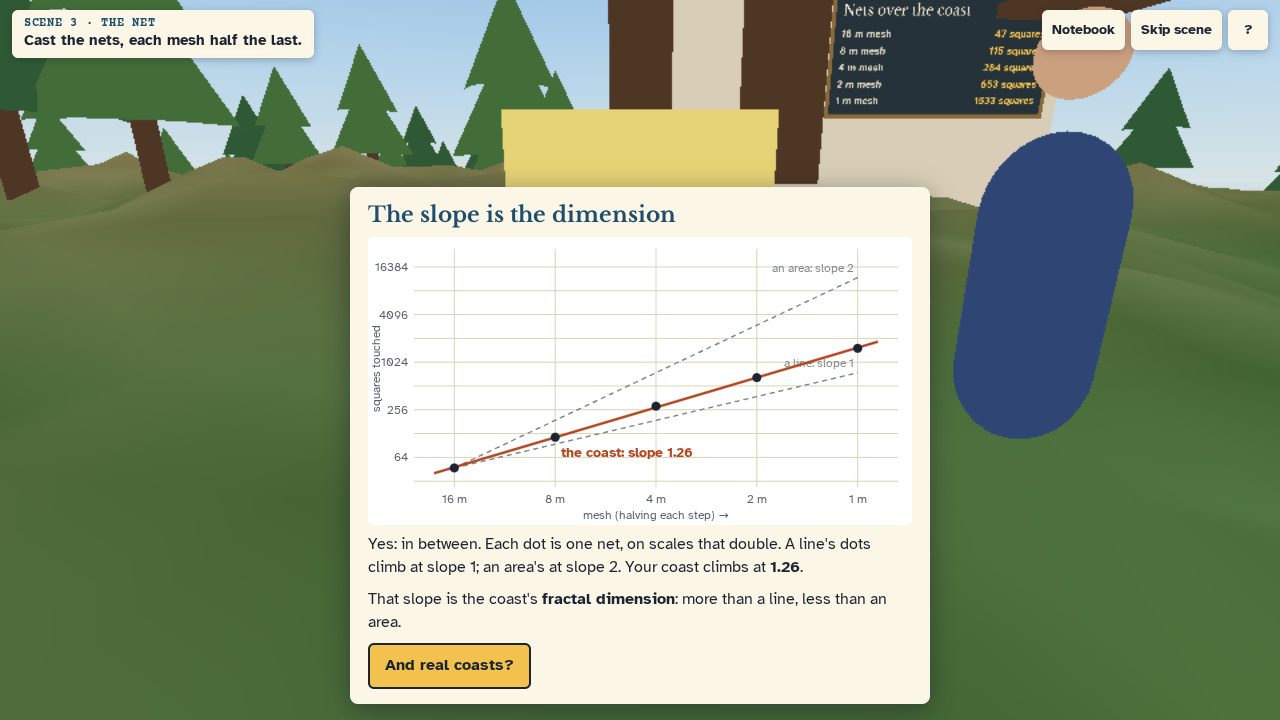 SCENE 3 · THE NET
Cast the nets, each mesh half the last.
Nets over the coast
16 m mesh 47 squares
8 m mesh 115 squares
4 m mesh 284 squares
2 m mesh 653 squares
1 m mesh 1533 squares
Notebook
Skip scene
?
The slope is the dimension
16384
4096
1024
256
64
squares touched
an area: slope 2
a line: slope 1
the coast: slope 1.26
16 m 8 m 4 m 2 m 1 m
mesh (halving each step) →
Yes: in between. Each dot is one net, on scales that double. A line's dots
climb at slope 1; an area's at slope 2. Your coast climbs at 1.26.
That slope is the coast's fractal dimension: more than a line, less than an
area.
And real coasts?